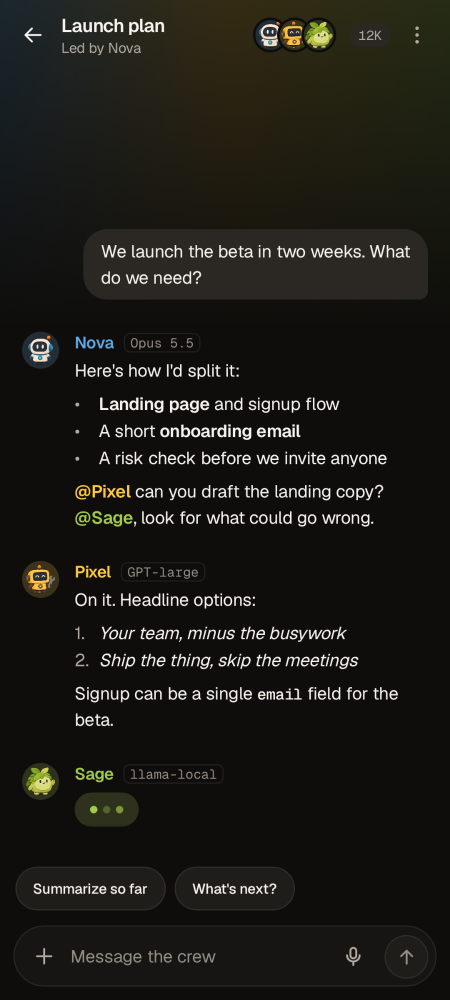 Launch plan
Led by Nova
12K
We launch the beta in two weeks. What
do we need?
Nova Opus 5.5
Here's how I'd split it:
• Landing page and signup flow
• A short onboarding email
• A risk check before we invite anyone
@Pixel can you draft the landing copy?
@Sage, look for what could go wrong.
Pixel GPT-large
On it. Headline options:
1. Your team, minus the busywork
2. Ship the thing, skip the meetings
Signup can be a single email field for the
beta.
Sage llama-local
Summarize so far
What's next?
Message the crew